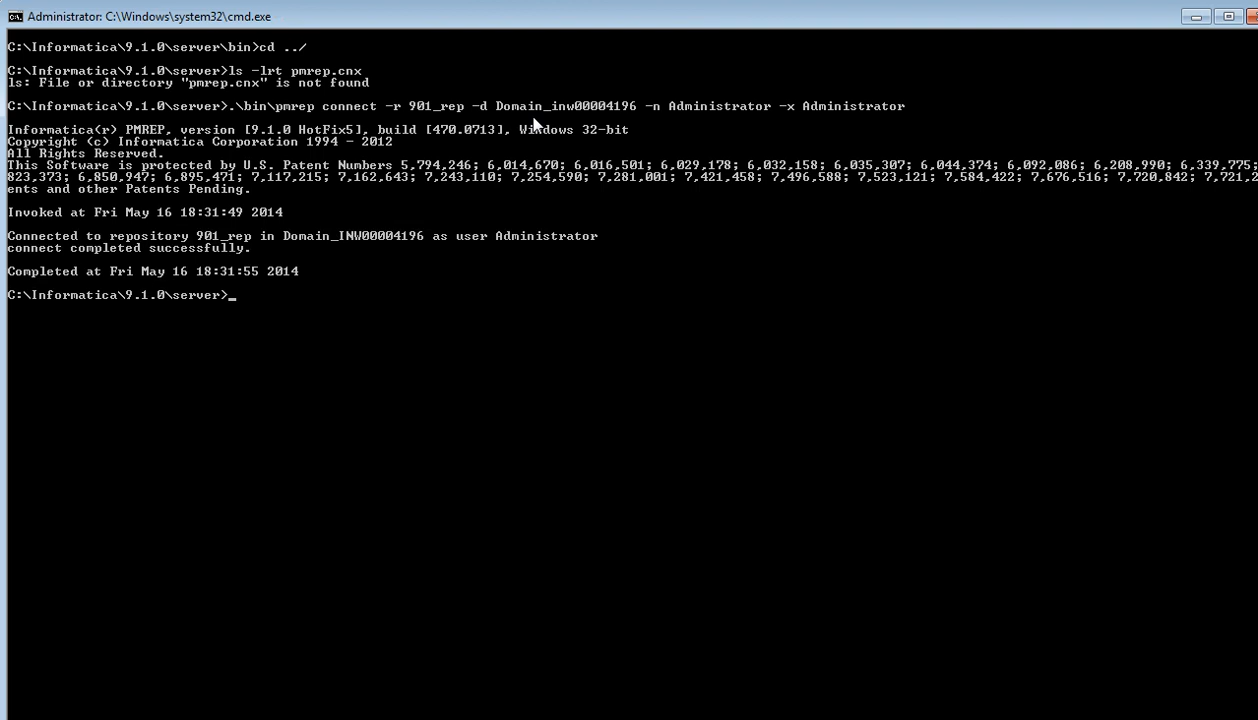 Administrator: C:\Windows\system32\cmd.exe
C:\Informatica\9.1.0\server\bin>cd ../
C:\Informatica\9.1.0\server>ls -lrt pmrep.cnx
ls: File or directory "pmrep.cnx" is not found
C:\Informatica\9.1.0\server>.\bin\pmrep connect -r 901_rep -d Domain_inw00004196 -n Administrator -x Administrator
Informatica(r) PMREP, version [9.1.0 HotFix5], build [470.0713], Windows 32-bit
Copyright (c) Informatica Corporation 1994 - 2012
All Rights Reserved.
This Software is protected by U.S. Patent Numbers 5,794,246; 6,014,670; 6,016,501; 6,029,178; 6,032,158; 6,035,307; 6,044,374; 6,092,086; 6,208,990; 6,339,775;
823,373; 6,850,947; 6,895,471; 7,117,215; 7,162,643; 7,243,110; 7,254,590; 7,281,001; 7,421,458; 7,496,588; 7,523,121; 7,584,422; 7,676,516; 7,720,842; 7,721,2
ents and other Patents Pending.
Invoked at Fri May 16 18:31:49 2014
Connected to repository 901_rep in Domain_INW00004196 as user Administrator
connect completed successfully.
Completed at Fri May 16 18:31:55 2014
C:\Informatica\9.1.0\server>_